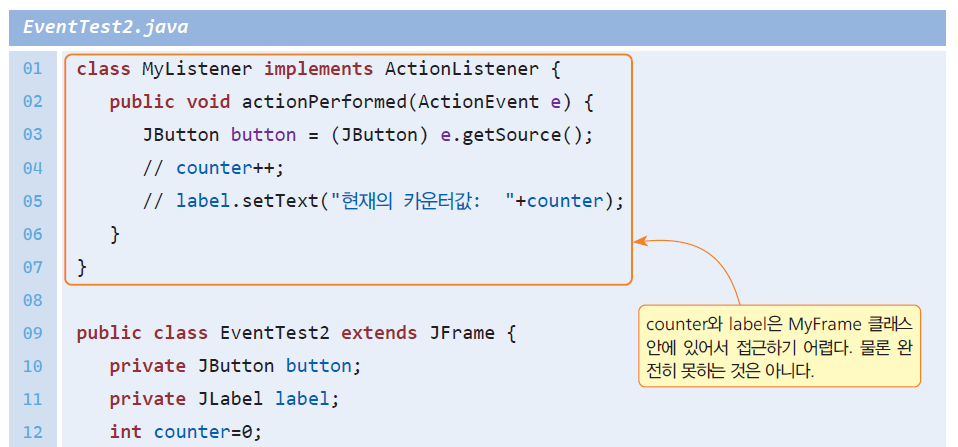 EventTest2.java
01 class MyListener implements ActionListener {
02 public void actionPerformed(ActionEvent e) {
03 JButton button = (JButton) e.getSource();
04 // counter++;
05 // label.setText("현재의 카운터값: "+counter);
06 }
07 }
08
09 public class EventTest2 extends JFrame {
10 private JButton button;
11 private JLabel label;
12 int counter=0;
counter와 label은 MyFrame 클래스
안에 있어서 접근하기 어렵다. 물론 완
전히 못하는 것은 아니다.